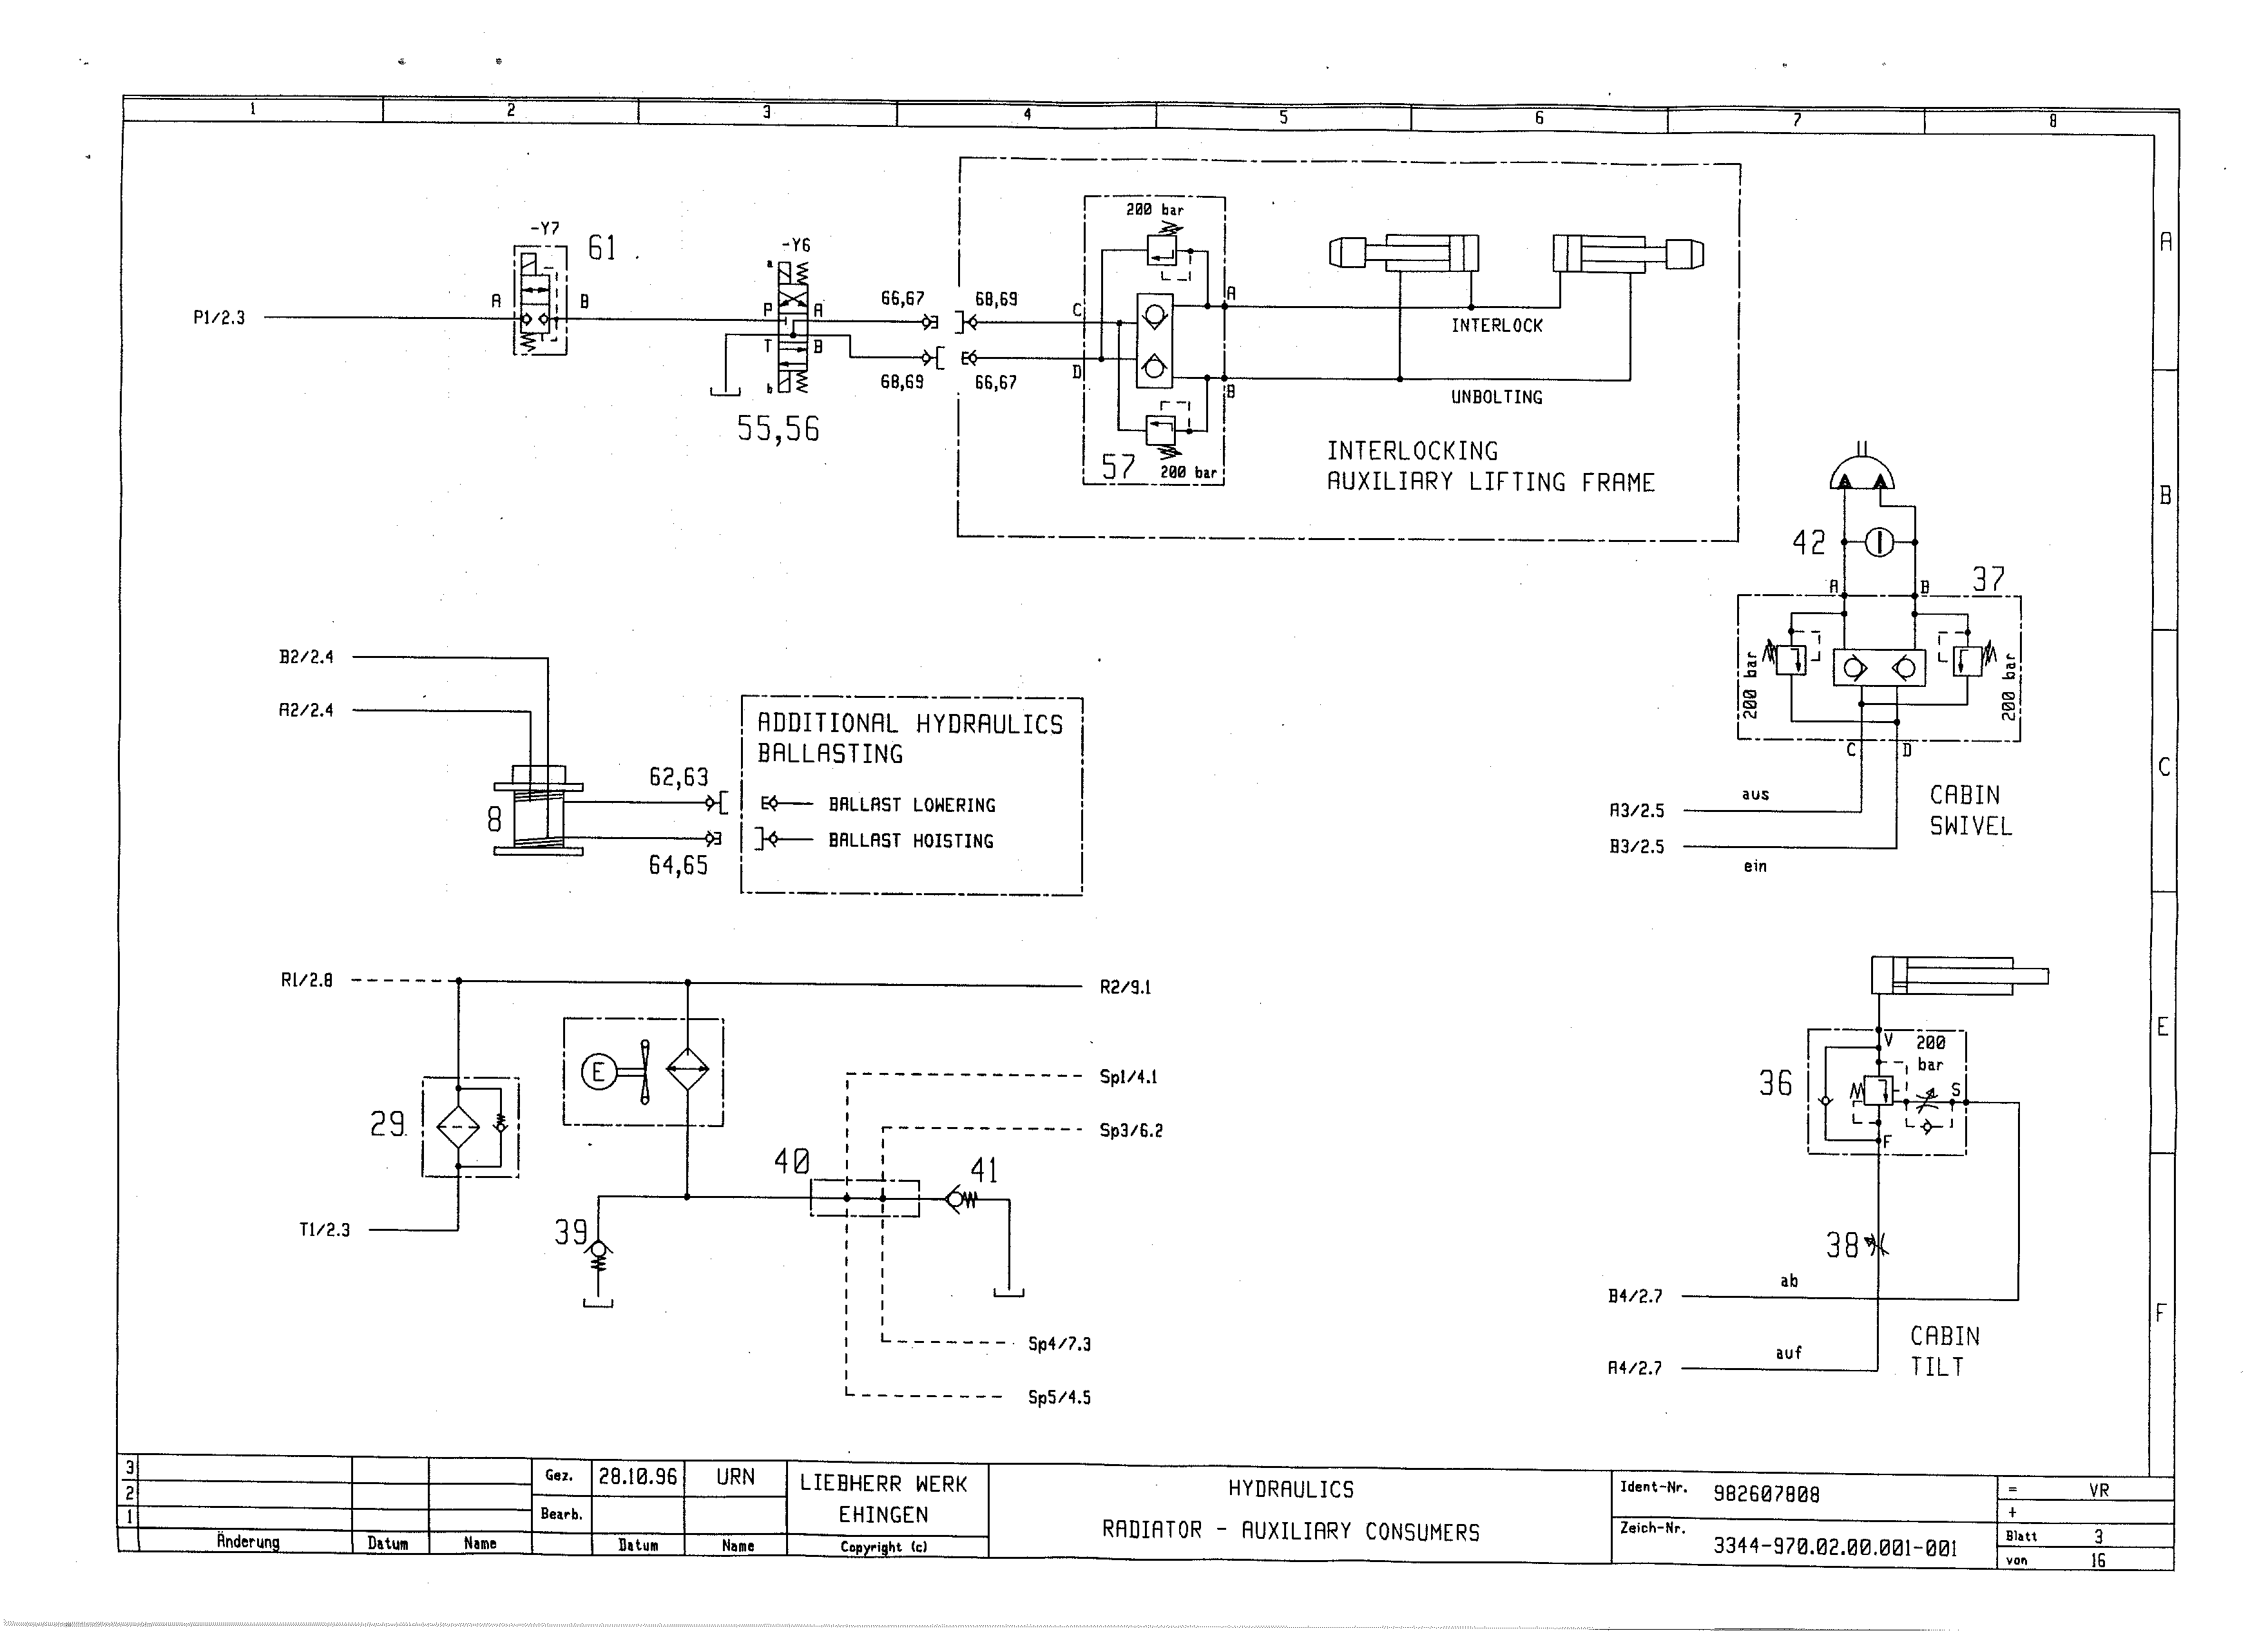 1 2 3 4 5 6 7 8
A
B
C
E
F
-Y7
61
A B
P1/2.3
-Y6
a
P A
T B
b
55,56
66,67 68,69
68,69 66,67
C
D
200 bar
A
B
57 200 bar
INTERLOCK
UNBOLTING
INTERLOCKING
AUXILIARY LIFTING FRAME
42
37
A B
200 bar
200 bar
C D
aus
A3/2.5
B3/2.5
ein
CABIN
SWIVEL
B2/2.4
A2/2.4
8
62,63
64,65
ADDITIONAL HYDRAULICS
BALLASTING
BALLAST LOWERING
BALLAST HOISTING
R1/2.8
R2/9.1
E
29
T1/2.3
Sp1/4.1
Sp3/6.2
40
41
39
Sp4/7.3
Sp5/4.5
36
V 200
bar
S
F
38
ab
B4/2.7
auf
A4/2.7
CABIN
TILT
3
2
1
Änderung Datum Name
Gez. 28.10.96 URN
Bearb.
Datum Name
LIEBHERR WERK
EHINGEN
Copyright (c)
HYDRAULICS
RADIATOR - AUXILIARY CONSUMERS
Ident-Nr. 982607808
Zeich-Nr. 3344-970.02.00.001-001
= VR
+
Blatt 3
von 16